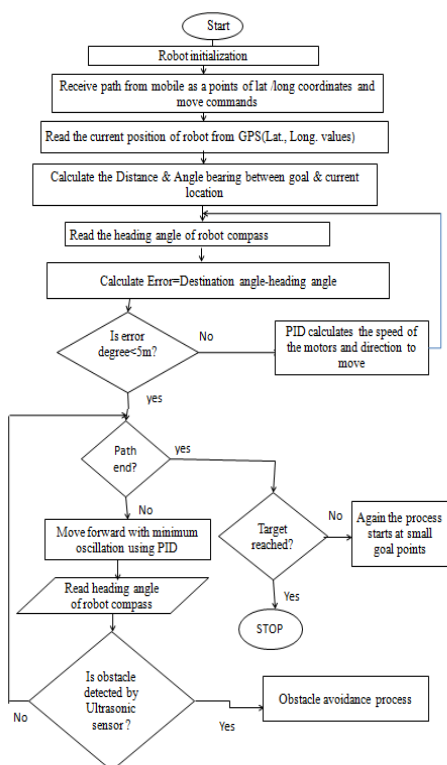 Start
Robot initialization
Receive path from mobile as a points of lat /long coordinates and
move commands
Read the current position of robot from GPS(Lat., Long. values)
Calculate the Distance & Angle bearing between goal & current
location
Read the heading angle of robot compass
Calculate Error=Destination angle-heading angle
Is error
degree<5m?
No
PID calculates the speed of
the motors and direction to
move
yes
Path
end?
yes
No
Move forward with minimum
oscillation using PID
Target
reached?
No
Again the process
starts at small
goal points
Read heading angle
of robot compass
Yes
STOP
Is obstacle
detected by
Ultrasonic
sensor ?
No
Yes
Obstacle avoidance process